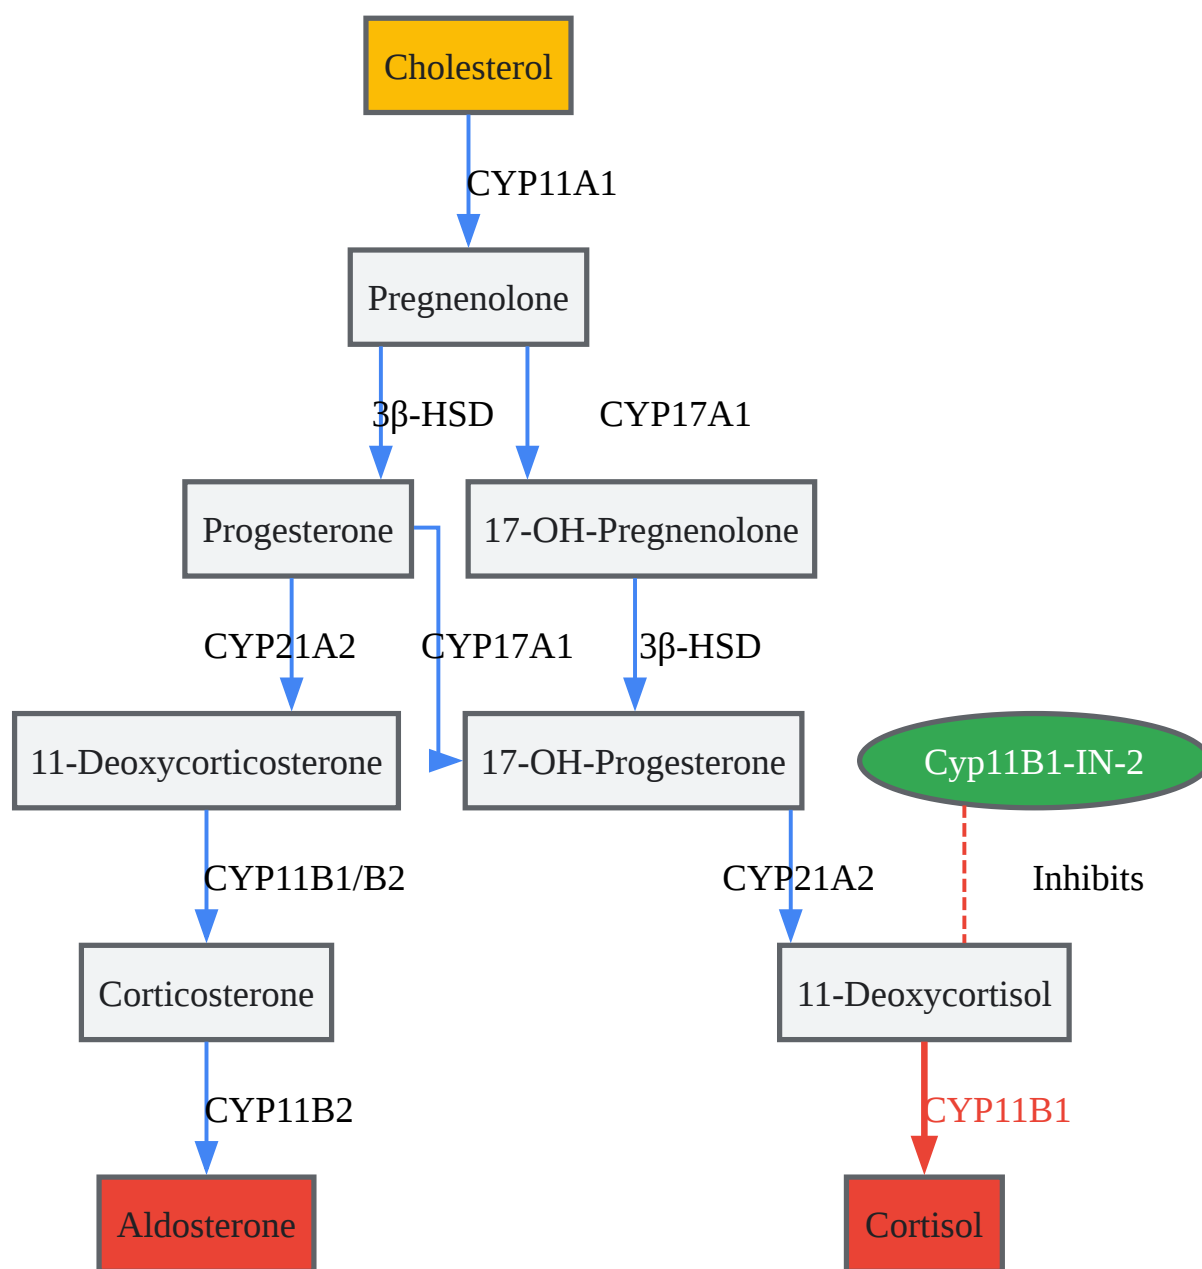 Cholesterol
CYP11A1
Pregnenolone
3β-HSD
CYP17A1
Progesterone
17-OH-Pregnenolone
CYP21A2
CYP17A1
3β-HSD
11-Deoxycorticosterone
17-OH-Progesterone
Cyp11B1-IN-2
CYP11B1/B2
CYP21A2
Inhibits
Corticosterone
11-Deoxycortisol
CYP11B2
CYP11B1
Aldosterone
Cortisol